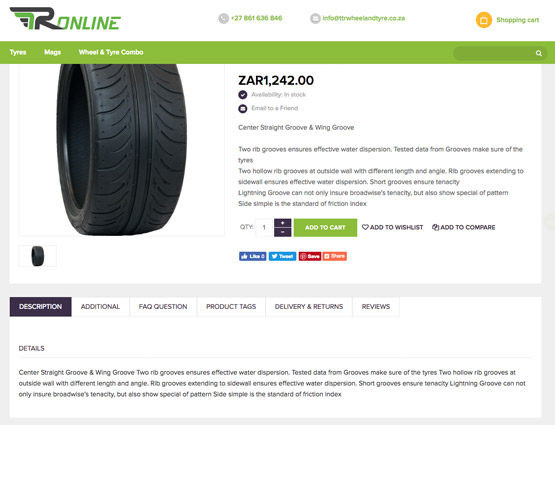 TR ONLINE
+27 861 636 846
info@ttrwheelandtyre.co.za
Shopping cart
Tyres Mags Wheel & Tyre Combo
ZAR1,242.00
Availability: In stock
Email to a Friend
Center Straight Groove & Wing Groove
Two rib grooves ensures effective water dispersion. Tested data from Grooves make sure of the
tyres
Two hollow rib grooves at outside wall with different length and angle. Rib grooves extending to
sidewall ensures effective water dispersion. Short grooves ensure tenacity
Lightning Groove can not only insure broadwise's tenacity, but also show special of pattern
Side simple is the standard of friction index
QTY: 1 + − ADD TO CART ADD TO WISHLIST ADD TO COMPARE
Like 0 Tweet Save Share
DESCRIPTION ADDITIONAL FAQ QUESTION PRODUCT TAGS DELIVERY & RETURNS REVIEWS
DETAILS
Center Straight Groove & Wing Groove Two rib grooves ensures effective water dispersion. Tested data from Grooves make sure of the tyres Two hollow rib grooves at
outside wall with different length and angle. Rib grooves extending to sidewall ensures effective water dispersion. Short grooves ensure tenacity Lightning Groove can not
only insure broadwise's tenacity, but also show special of pattern Side simple is the standard of friction index